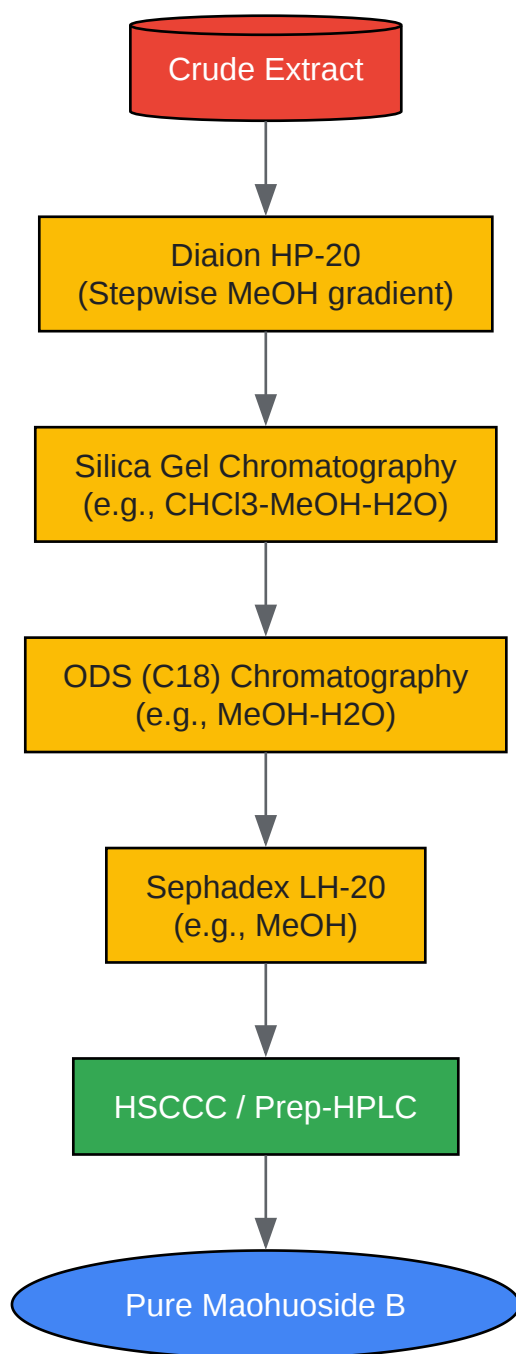 Crude Extract
Diaion HP-20
(Stepwise MeOH gradient)
Silica Gel Chromatography
(e.g., CHCl3-MeOH-H2O)
ODS (C18) Chromatography
(e.g., MeOH-H2O)
Sephadex LH-20
(e.g., MeOH)
HSCCC / Prep-HPLC
Pure Maohuoside B